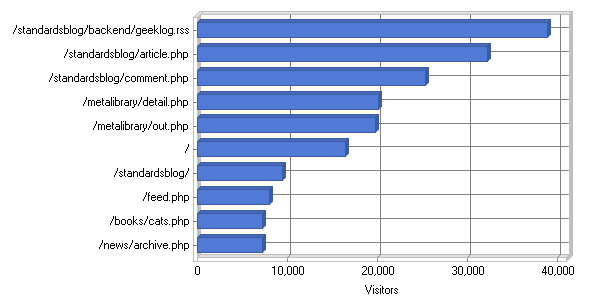 /standardsblog/backend/geeklog.rss
/standardsblog/article.php
/standardsblog/comment.php
/metalibrary/detail.php
/metalibrary/out.php
/
/standardsblog/
/feed.php
/books/cats.php
/news/archive.php
0 10,000 20,000 30,000 40,000
Visitors